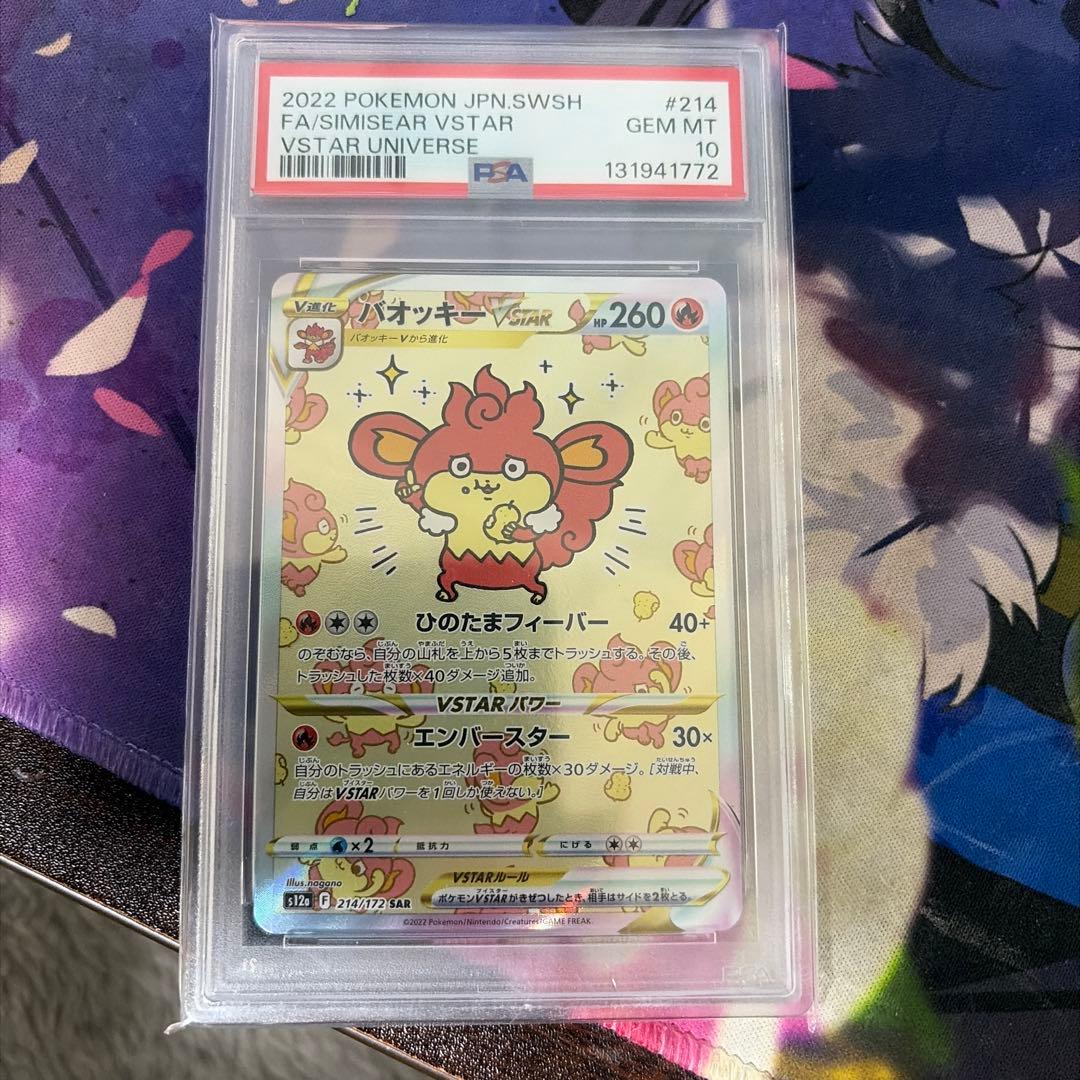 2022 POKEMON JPN.SWSH #214
FA/SIMISEAR VSTAR GEM MT
VSTAR UNIVERSE 10
PSA 131941772
V進化 バオッキー VSTAR HP 260
バオッキーVから進化
ひのたまフィーバー 40+
のぞむなら、自分の山札を上から5枚までトラッシュする。その後、
トラッシュした枚数×40ダメージ追加。
VSTARパワー
エンバースター 30×
自分のトラッシュにあるエネルギーの枚数×30ダメージ。[対戦中、
自分はVSTARパワーを1回しか使えない。]
弱点 ×2 抵抗力 にげる
Illus.nagano VSTARルール
s12a F 214/172 SAR ポケモンVSTARがきぜつしたとき、相手はサイドを2枚とる。
©2022 Pokémon/Nintendo/Creatures/GAME FREAK.